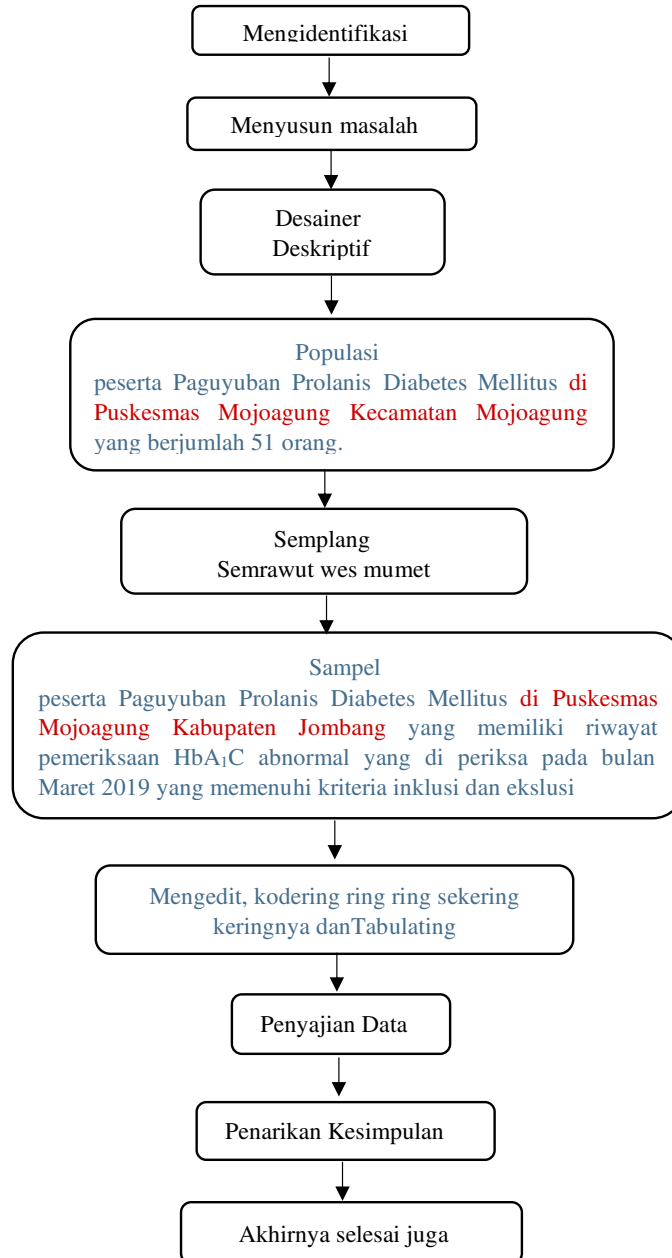 Mengidentifikasi
Menyusun masalah
Desainer
Deskriptif
Populasi
peserta Paguyuban Prolanis Diabetes Mellitus di
Puskesmas Mojoagung Kecamatan Mojoagung
yang berjumlah 51 orang.
Semplang
Semrawut wes mumet
Sampel
peserta Paguyuban Prolanis Diabetes Mellitus di Puskesmas
Mojoagung Kabupaten Jombang yang memiliki riwayat
pemeriksaan HbA₁C abnormal yang di periksa pada bulan
Maret 2019 yang memenuhi kriteria inklusi dan ekslusi
Mengedit, kodering ring ring sekering
keringnya danTabulating
Penyajian Data
Penarikan Kesimpulan
Akhirnya selesai juga